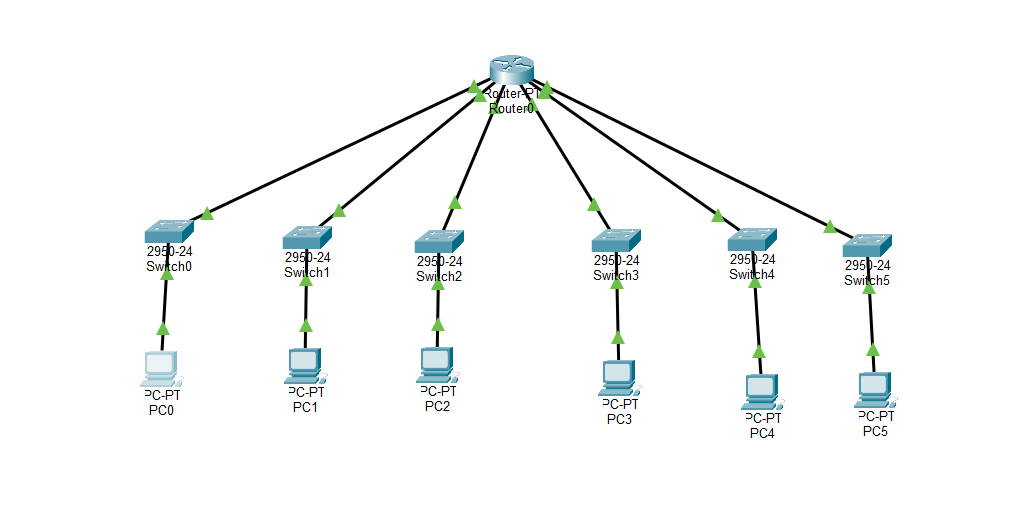 Router-PT
Router0
2950-24
Switch0
2950-24
Switch1
2950-24
Switch2
2950-24
Switch3
2950-24
Switch4
2950-24
Switch5
PC-PT
PC0
PC-PT
PC1
PC-PT
PC2
PC-PT
PC3
PC-PT
PC4
PC-PT
PC5